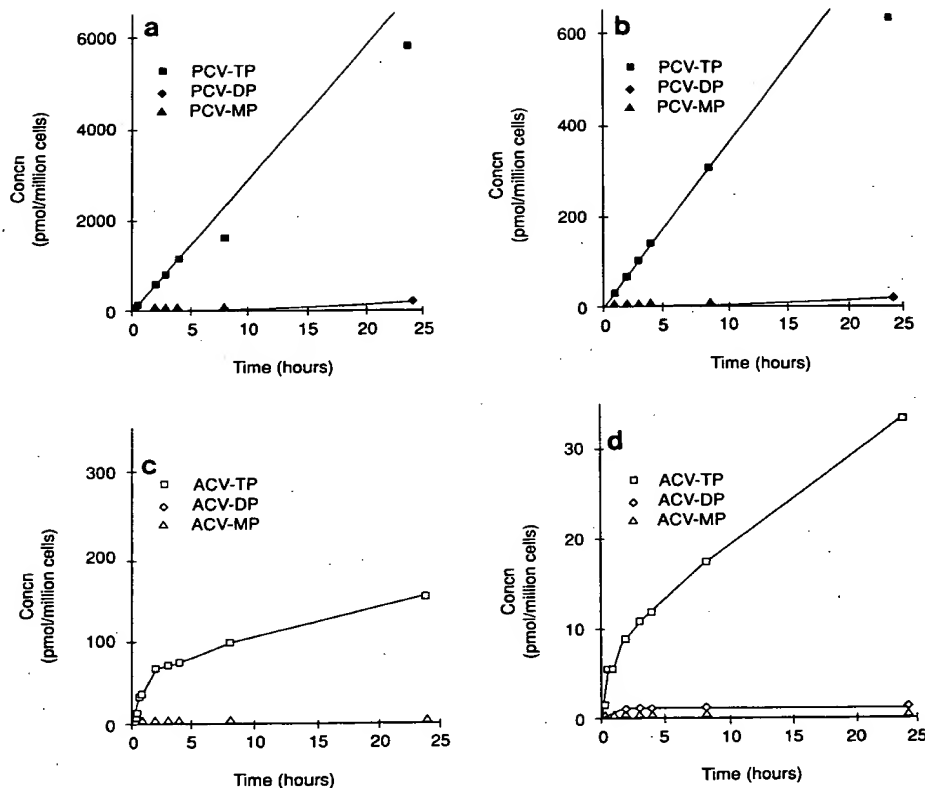 a
6000
4000
2000
0
PCV-TP
PCV-DP
PCV-MP
Concn
(pmol/million cells)
0 5 10 15 20 25
Time (hours)
b
600
400
200
0
PCV-TP
PCV-DP
PCV-MP
Concn
(pmol/million cells)
0 5 10 15 20 25
Time (hours)
c
300
200
100
0
ACV-TP
ACV-DP
ACV-MP
Concn
(pmol/million cells)
0 5 10 15 20 25
Time (hours)
d
30
20
10
0
ACV-TP
ACV-DP
ACV-MP
Concn
(pmol/million cells)
0 5 10 15 20 25
Time (hours)